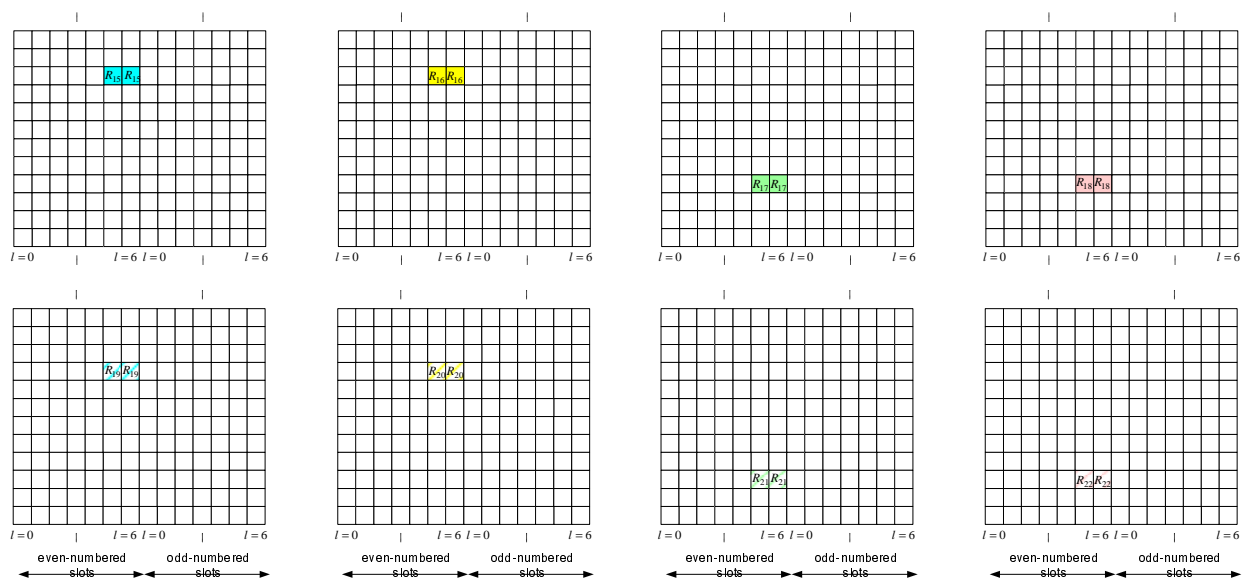 R15 R15 R16 R16
R17 R17 R18 R18
l = 0 l = 6 l = 0 l = 6 l = 0 l = 6 l = 0 l = 6 l = 0 l = 6 l = 0 l = 6 l = 0 l = 6 l = 0 l = 6
R19 R19 R20 R20
R21 R21 R22 R22
l = 0 l = 6 l = 0 l = 6 l = 0 l = 6 l = 0 l = 6 l = 0 l = 6 l = 0 l = 6 l = 0 l = 6 l = 0 l = 6
even-numbered odd-numbered even-numbered odd-numbered even-numbered odd-numbered even-numbered odd-numbered
slots slots slots slots slots slots slots slots